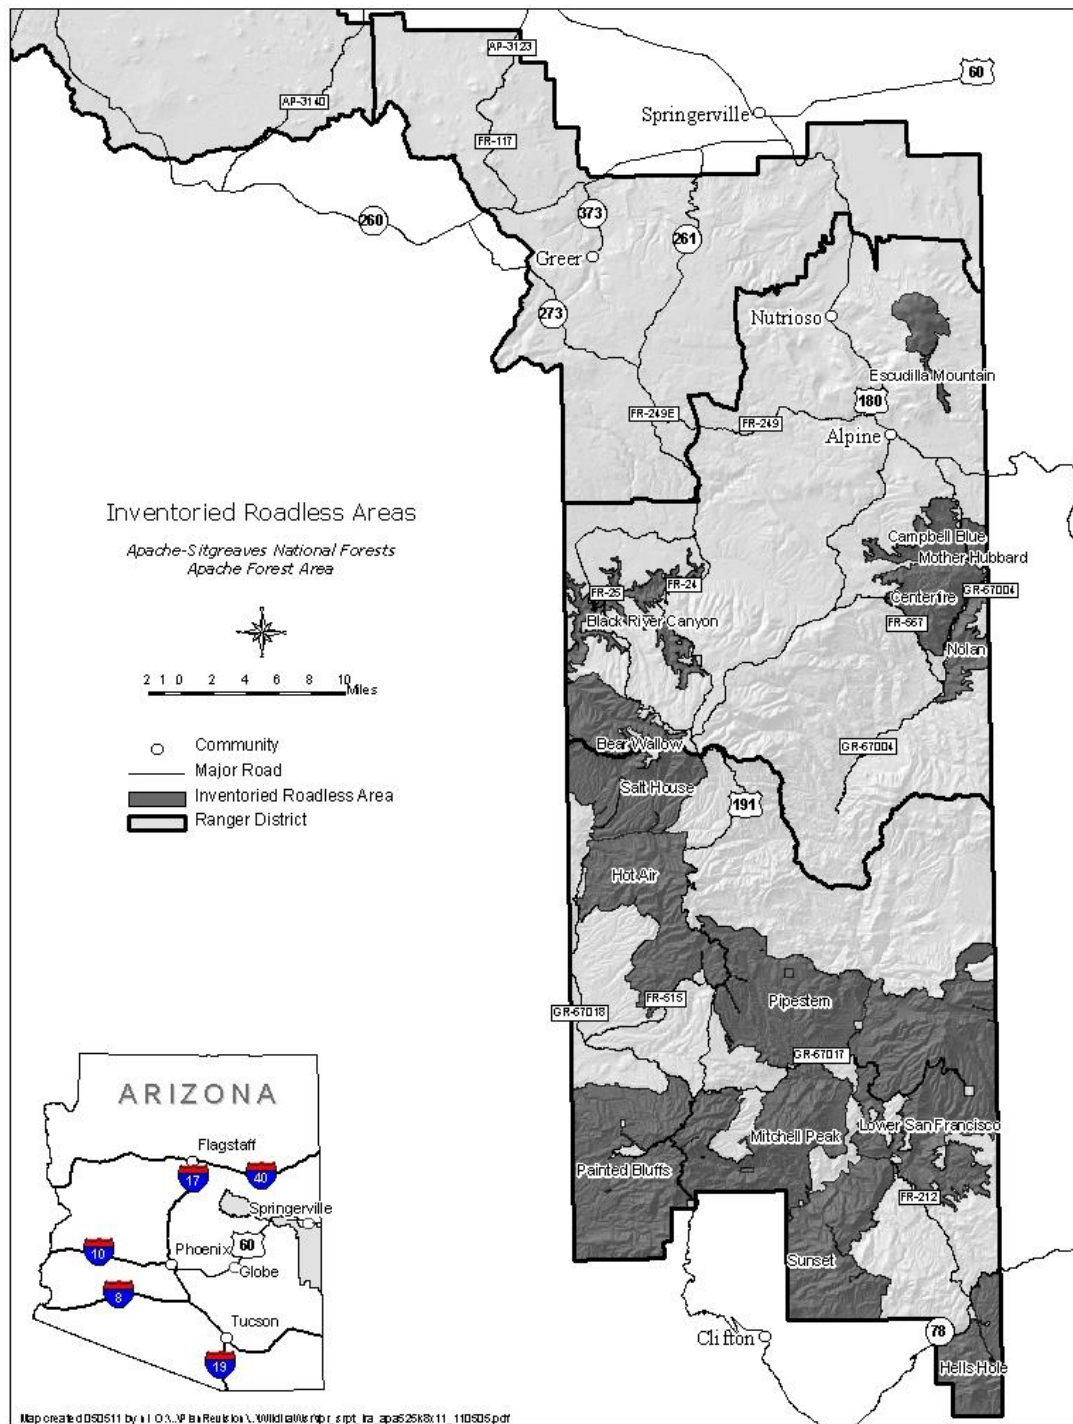 AP-3123
60
AP-3140
Springerville
FR-117
373
260
261
Greer
273
Nutrioso
Escudilla Mountain
180
FR-249E
FR-249
Alpine
Inventoried Roadless Areas
Apache-Sitgreaves National Forests
Apache Forest Area
Campbell Blue
Mother Hubbard
FR-25
FR-24
Centerfire
GR-67004
Black River Canyon
FR-567
Nolan
2 1 0 2 4 6 8 10
Miles
Community
Major Road
Inventoried Roadless Area
Ranger District
Bear Wallow
GR-67004
Salt House
191
Hot Air
FR-515
Pipestem
GR-67018
GR-67017
Lower San Francisco
Mitchell Peak
Painted Bluffs
FR-212
Sunset
Clifton
78
Hells Hole
ARIZONA
Flagstaff
17
40
Springerville
10
Phoenix
60
Globe
8
Tucson
19
Map created 050511 by